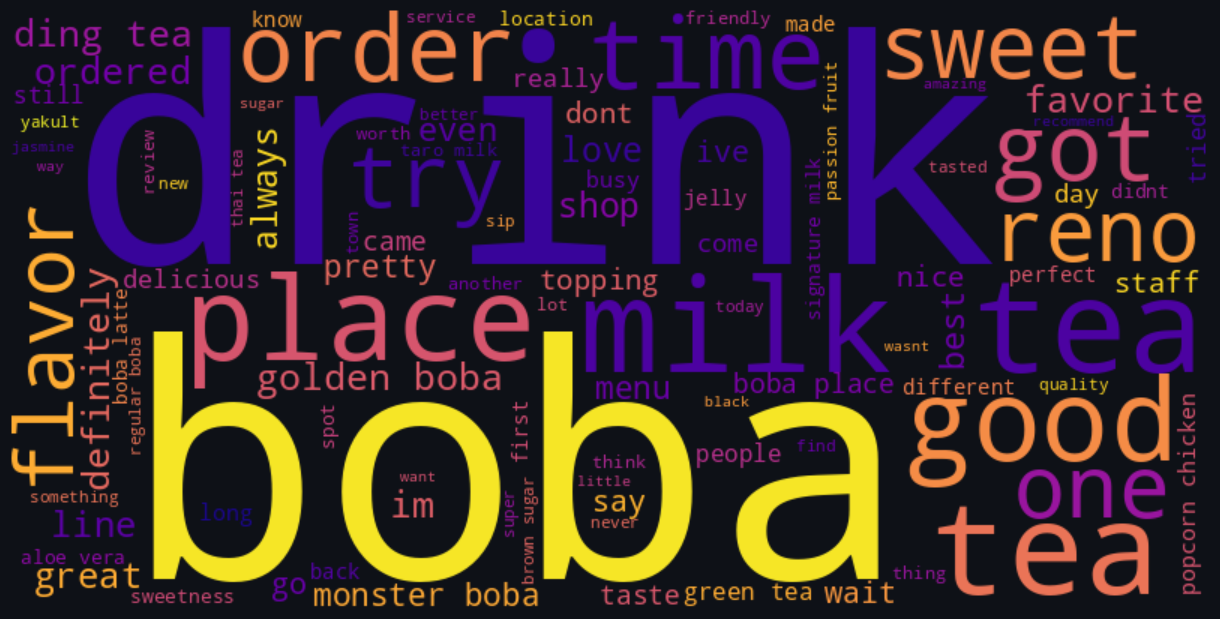 know
service
location
friendly
made
ding tea
order
time
sweet
ordered
really
amazing
still
sugar
dont
favorite
yakult
drink
better
recommend
worth
even
got
tried
jasmine
review
taro milk
love
ive
passion fruit
way
new
thai tea
always
try
busy
tasted
day
didnt
jelly
shop
signature milk
sip
reno
town
came
come
flavor
pretty
delicious
another
topping
nice
perfect
staff
definitely
boba latte
place
lot
milk tea
today
best
regular boba
wasnt
golden boba
menu
boba place
different
quality
black
good
spot
first
people
find
popcorn chicken
boba
think
want
little
something
im
say
one
long
super
never
line
brown sugar
tea
aloe vera
great
back
thing
go
sweetness
monster boba
taste
green tea
wait